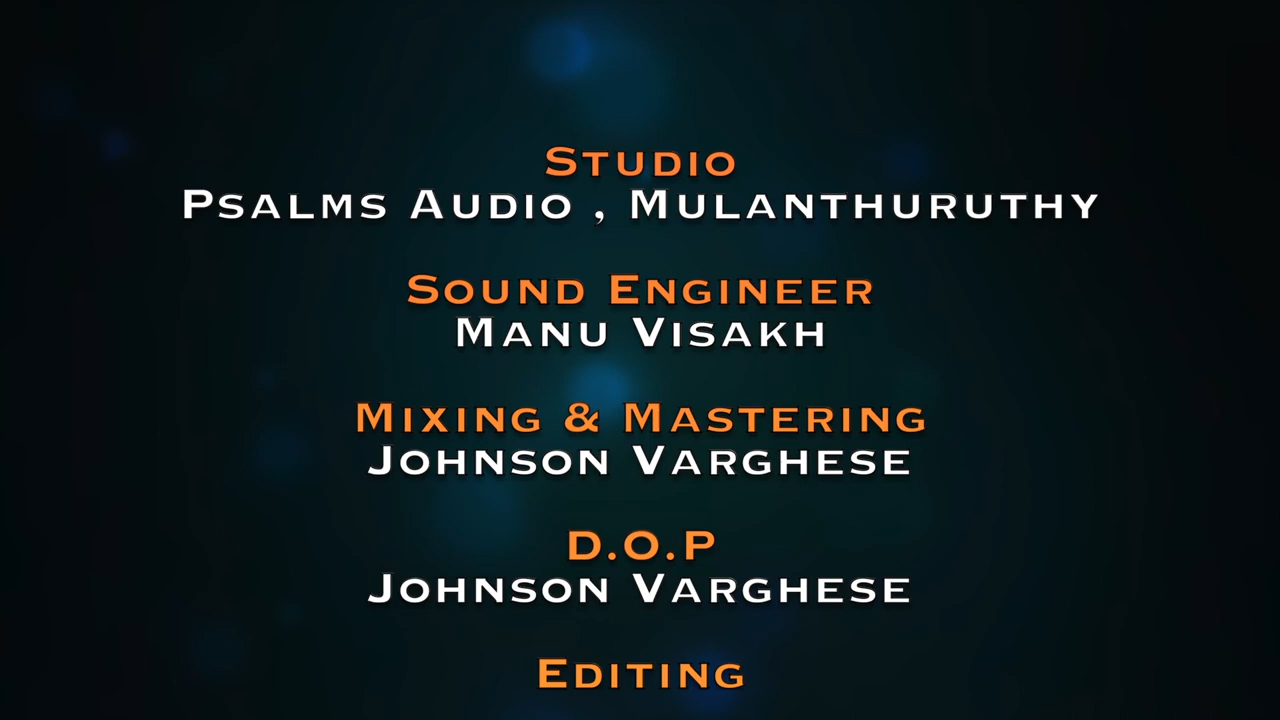 Studio
Psalms Audio , Mulanthuruthy
Sound Engineer
Manu Visakh
Mixing & Mastering
Johnson Varghese
D.O.P
Johnson Varghese
Editing